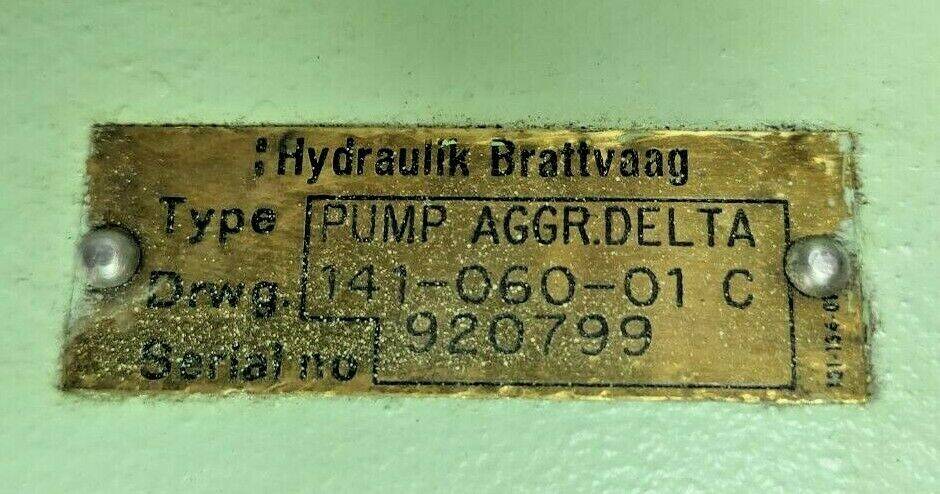 Hydraulik Brattvaag
Type PUMP AGGR.DELTA
Drwg. 141-060-01 C
Serial no 920799